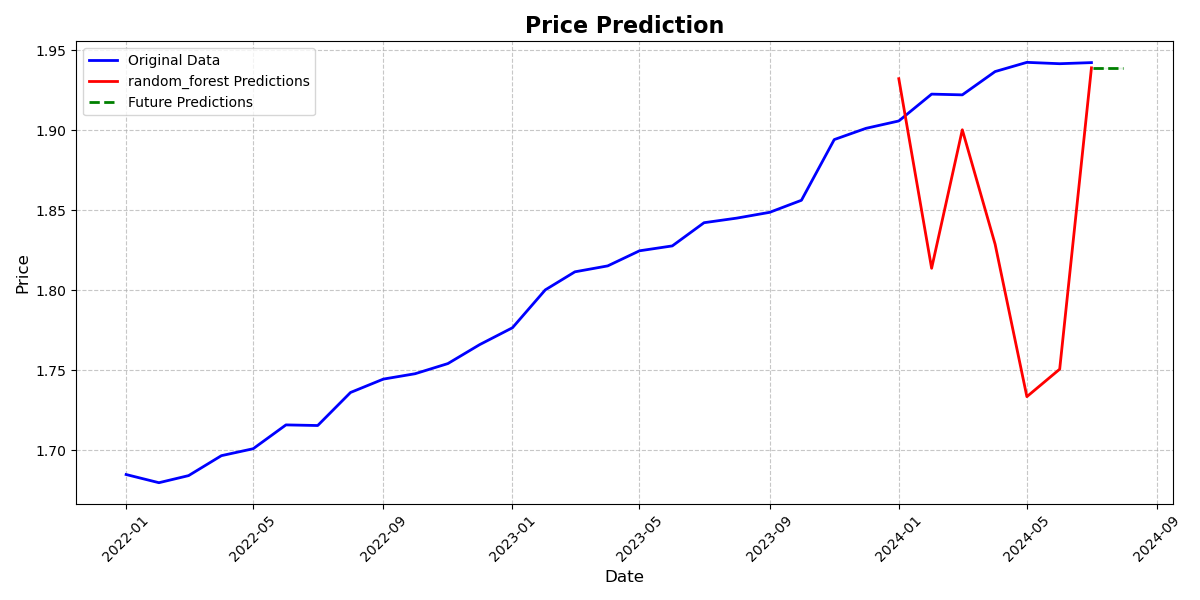 Price Prediction
Original Data
random_forest Predictions
Future Predictions
Price
1.95
1.90
1.85
1.80
1.75
1.70
2022-01
2022-05
2022-09
2023-01
2023-05
2023-09
2024-01
2024-05
2024-09
Date